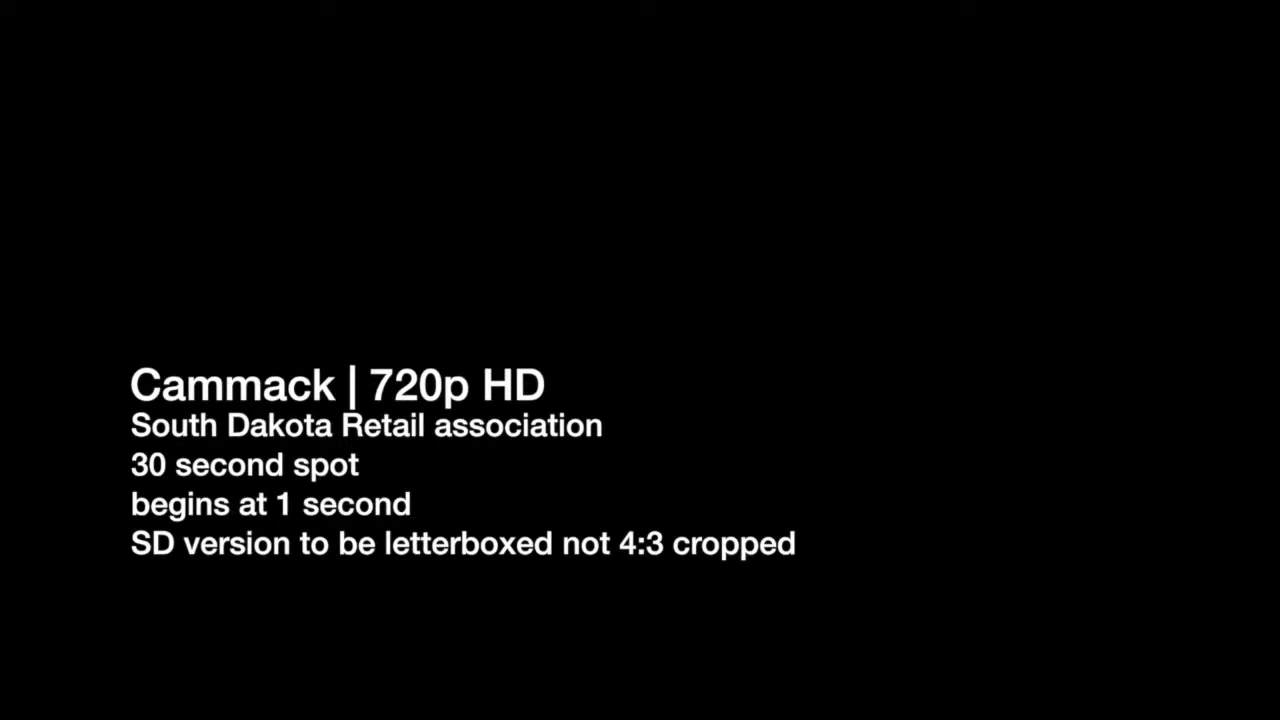 Cammack | 720p HD
South Dakota Retail association
30 second spot
begins at 1 second
SD version to be letterboxed not 4:3 cropped